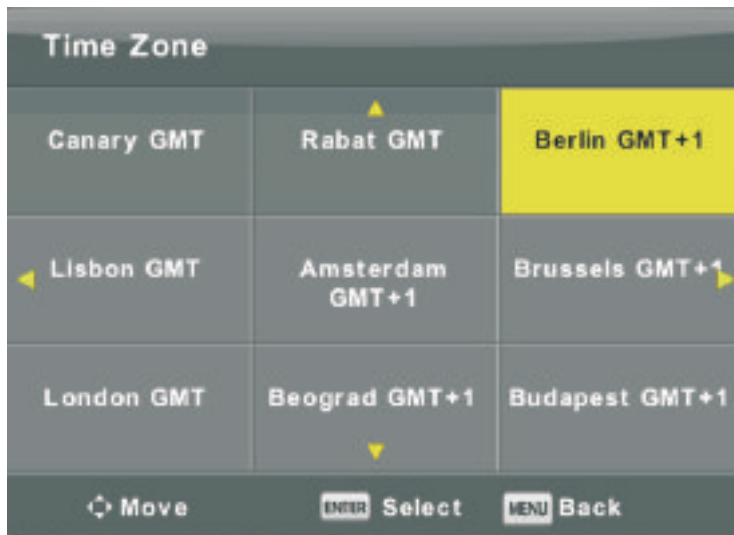 Time Zone
Canary GMT
Rabat GMT
Berlin GMT+1
Lisbon GMT
Amsterdam
GMT+1
Brussels GMT+1
London GMT
Beograd GMT+1
Budapest GMT+1
Move
ENTER Select
MENU Back